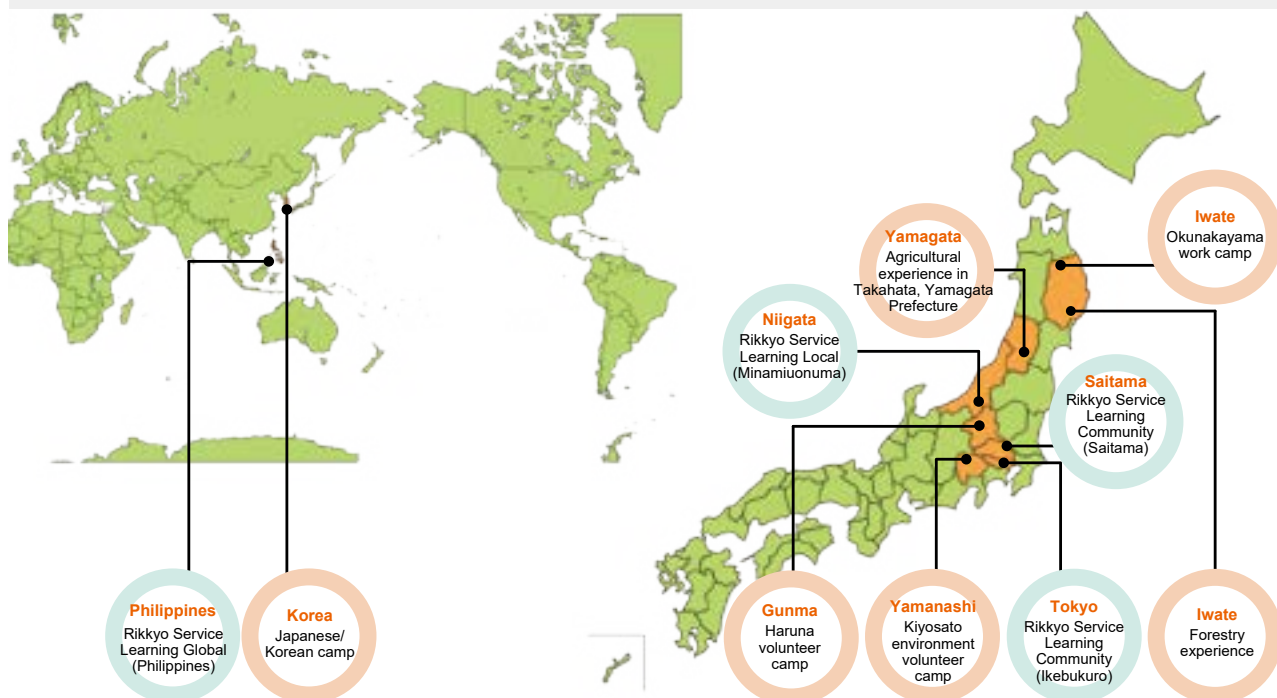 Iwate
Okunakayama
work camp
Yamagata
Agricultural
experience in
Takahata, Yamagata
Prefecture
Niigata
Rikkyo Service
Learning Local
(Minamiuonuma)
Saitama
Rikkyo Service
Learning
Community
(Saitama)
Philippines
Rikkyo Service
Learning Global
(Philippines)
Korea
Japanese/
Korean camp
Gunma
Haruna
volunteer
camp
Yamanashi
Kiyosato
environment
volunteer
camp
Tokyo
Rikkyo Service
Learning
Community
(Ikebukuro)
Iwate
Forestry
experience